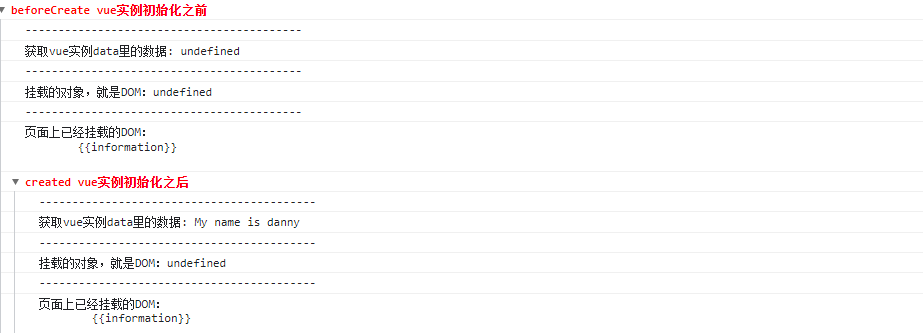 beforeCreate vue实例初始化之前
------------------------------------------
获取vue实例data里的数据: undefined
------------------------------------------
挂载的对象，就是DOM: undefined
------------------------------------------
页面上已经挂载的DOM:
{{information}}
created vue实例初始化之后
------------------------------------------
获取vue实例data里的数据: My name is danny
------------------------------------------
挂载的对象，就是DOM: undefined
------------------------------------------
页面上已经挂载的DOM:
{{information}}